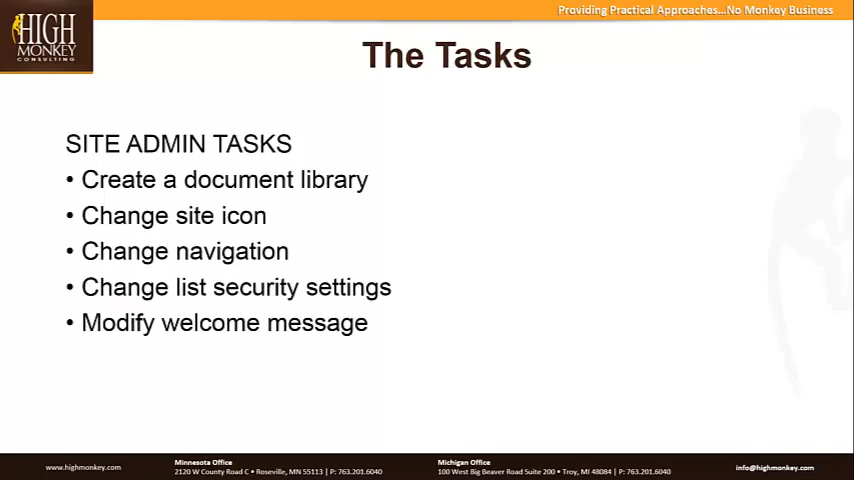 Providing Practical Approaches...No Monkey Business
HIGH
MONKEY
CONSULTING
The Tasks
SITE ADMIN TASKS
• Create a document library
• Change site icon
• Change navigation
• Change list security settings
• Modify welcome message
www.highmonkey.com
Minnesota Office
2120 W County Road C • Roseville, MN 55113 | P: 763.201.6040
Michigan Office
100 West Big Beaver Road Suite 200 • Troy, MI 48084 | P: 763.201.6040
info@highmonkey.com